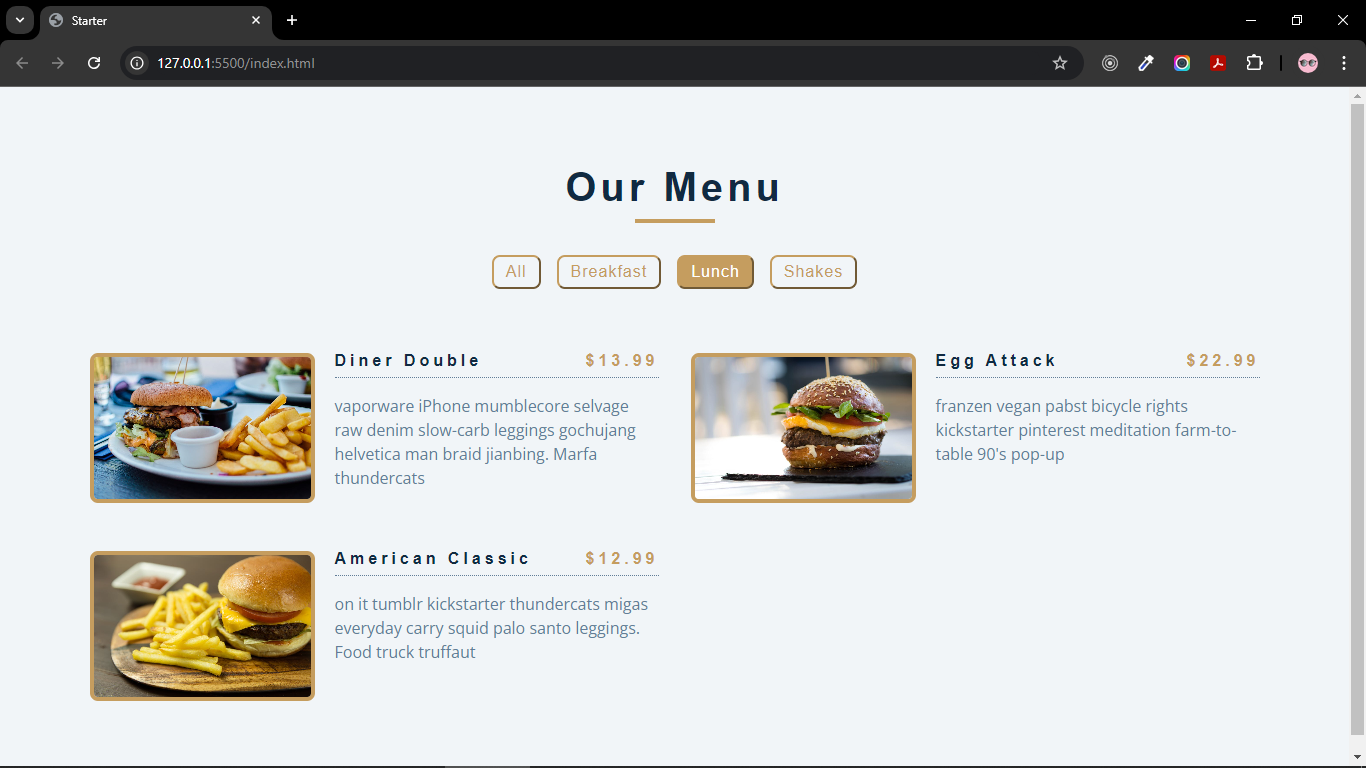 Starter
127.0.0.1:5500/index.html
Our Menu
All Breakfast Lunch Shakes
Diner Double $13.99
vaporware iPhone mumblecore selvage
raw denim slow-carb leggings gochujang
helvetica man braid jianbing. Marfa
thundercats
Egg Attack $22.99
franzen vegan pabst bicycle rights
kickstarter pinterest meditation farm-to-
table 90's pop-up
American Classic $12.99
on it tumblr kickstarter thundercats migas
everyday carry squid palo santo leggings.
Food truck truffaut